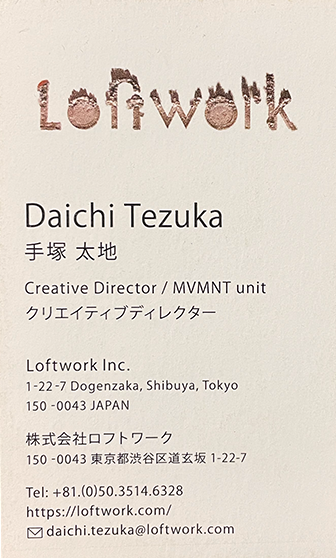 Loftwork
Daichi Tezuka
手塚 太地
Creative Director / MVMNT unit
クリエイティブディレクター
Loftwork Inc.
1-22-7 Dogenzaka, Shibuya, Tokyo
150-0043 JAPAN
株式会社ロフトワーク
150-0043 東京都渋谷区道玄坂 1-22-7
Tel: +81.(0)50.3514.6328
https://loftwork.com/
daichi.tezuka@loftwork.com